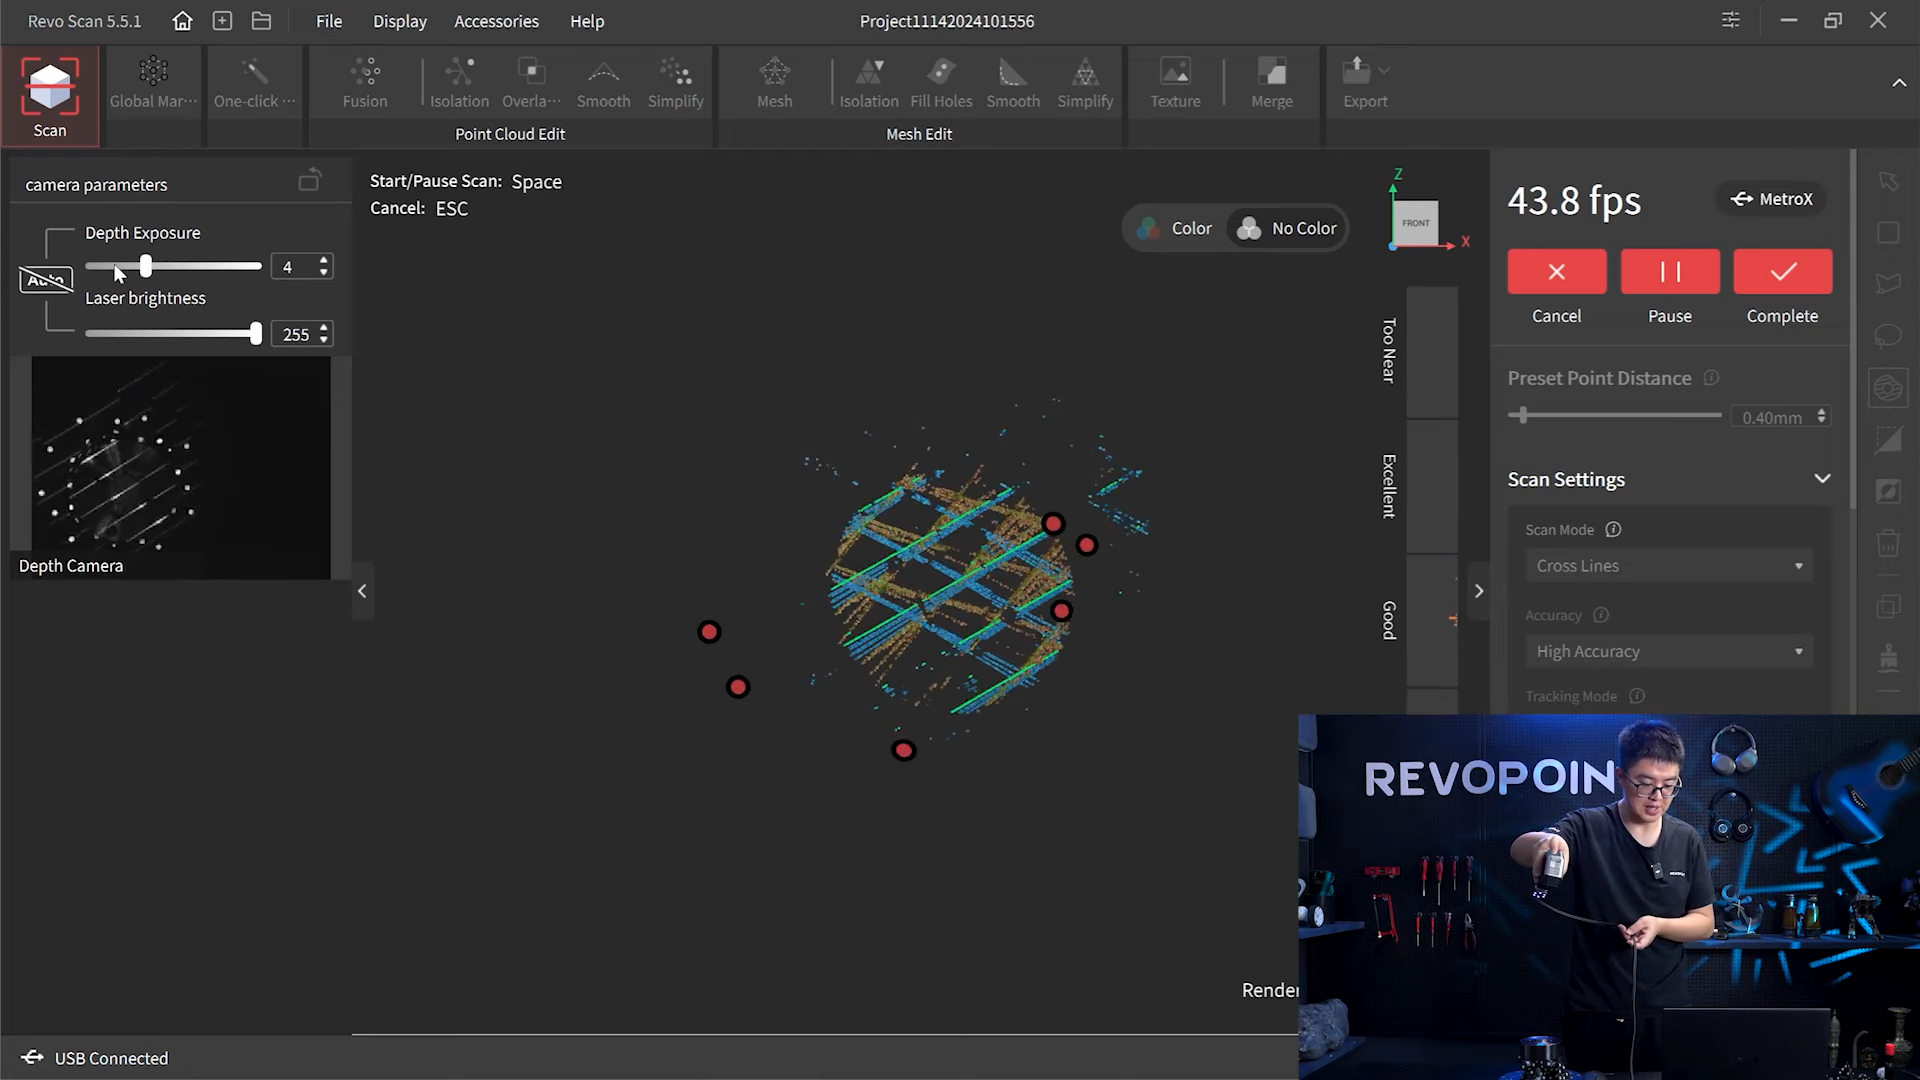 Revo Scan 5.5.1
File
Display
Accessories
Help
Project11142024101556
Scan
Global Mar···
One-click ···
Fusion
Isolation
Overla···
Smooth
Simplify
Point Cloud Edit
Mesh
Isolation
Fill Holes
Smooth
Simplify
Mesh Edit
Texture
Merge
Export
camera parameters
Depth Exposure
4
Auto
Laser brightness
255
Depth Camera
Start/Pause Scan: Space
Cancel: ESC
Color
No Color
Z
FRONT
X
Too Near
Excellent
Good
43.8 fps
MetroX
Cancel
Pause
Complete
Preset Point Distance
0.40mm
Scan Settings
Scan Mode
Cross Lines
Accuracy
High Accuracy
Tracking Mode
REVOPOIN
REVOPOINT
Render
USB Connected